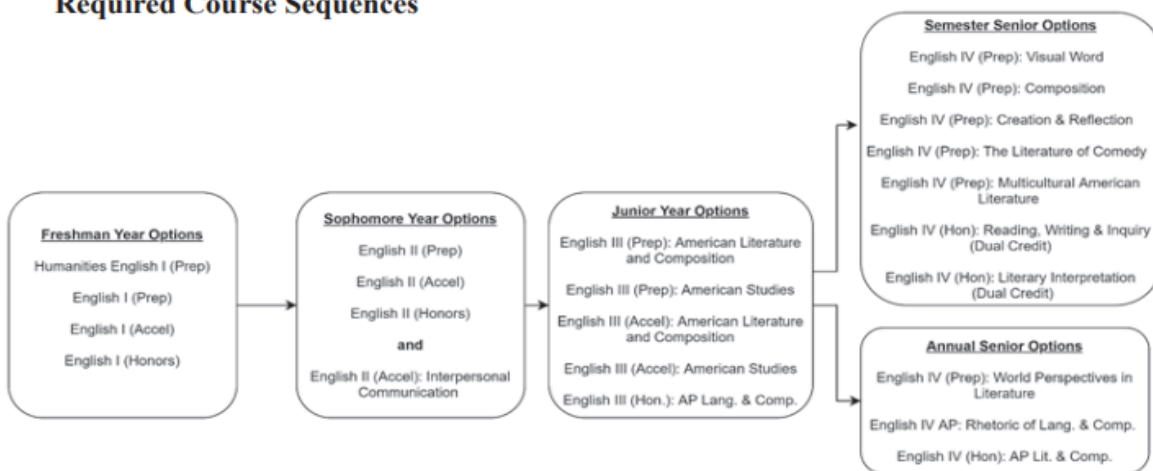 Required Course Sequences
Freshman Year Options
Humanities English I (Prep)
English I (Prep)
English I (Accel)
English I (Honors)
Sophomore Year Options
English II (Prep)
English II (Accel)
English II (Honors)
and
English II (Accel): Interpersonal
Communication
Junior Year Options
English III (Prep): American Literature
and Composition
English III (Prep): American Studies
English III (Accel): American Literature
and Composition
English III (Accel): American Studies
English III (Hon.): AP Lang. & Comp.
Semester Senior Options
English IV (Prep): Visual Word
English IV (Prep): Composition
English IV (Prep): Creation & Reflection
English IV (Prep): The Literature of Comedy
English IV (Prep): Multicultural American
Literature
English IV (Hon): Reading, Writing & Inquiry
(Dual Credit)
English IV (Hon): Literary Interpretation
(Dual Credit)
Annual Senior Options
English IV (Prep): World Perspectives in
Literature
English IV AP: Rhetoric of Lang. & Comp.
English IV (Hon): AP Lit. & Comp.